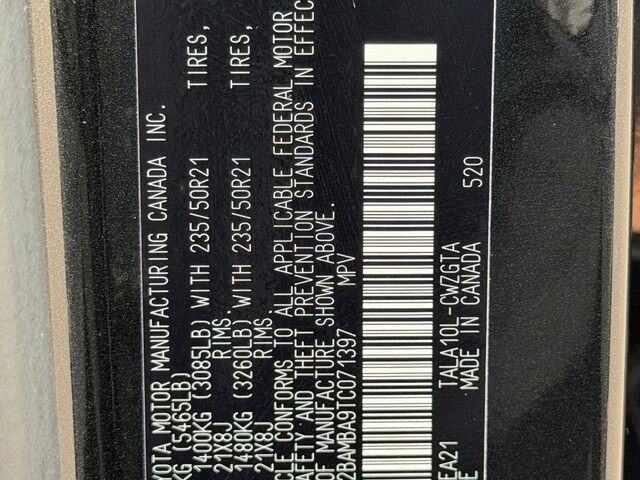 YOTA MOTOR MANUFACTURING CANADA INC.
KG (5465LB)
1400KG (3085LB) WITH 235/50R21 TIRES,
21X8J RIMS.
1480KG (3260LB) WITH 235/50R21 TIRES,
21X8J RIMS.
CLE CONFORMS TO ALL APPLICABLE FEDERAL MOTOR
SAFETY AND THEFT PREVENTION STANDARDS IN EFFEC
OF MANUFACTURE SHOWN ABOVE.
2BAMBA9TC071397 MPV
EA21 TALA10L-CWZGTA
MADE IN CANADA 520